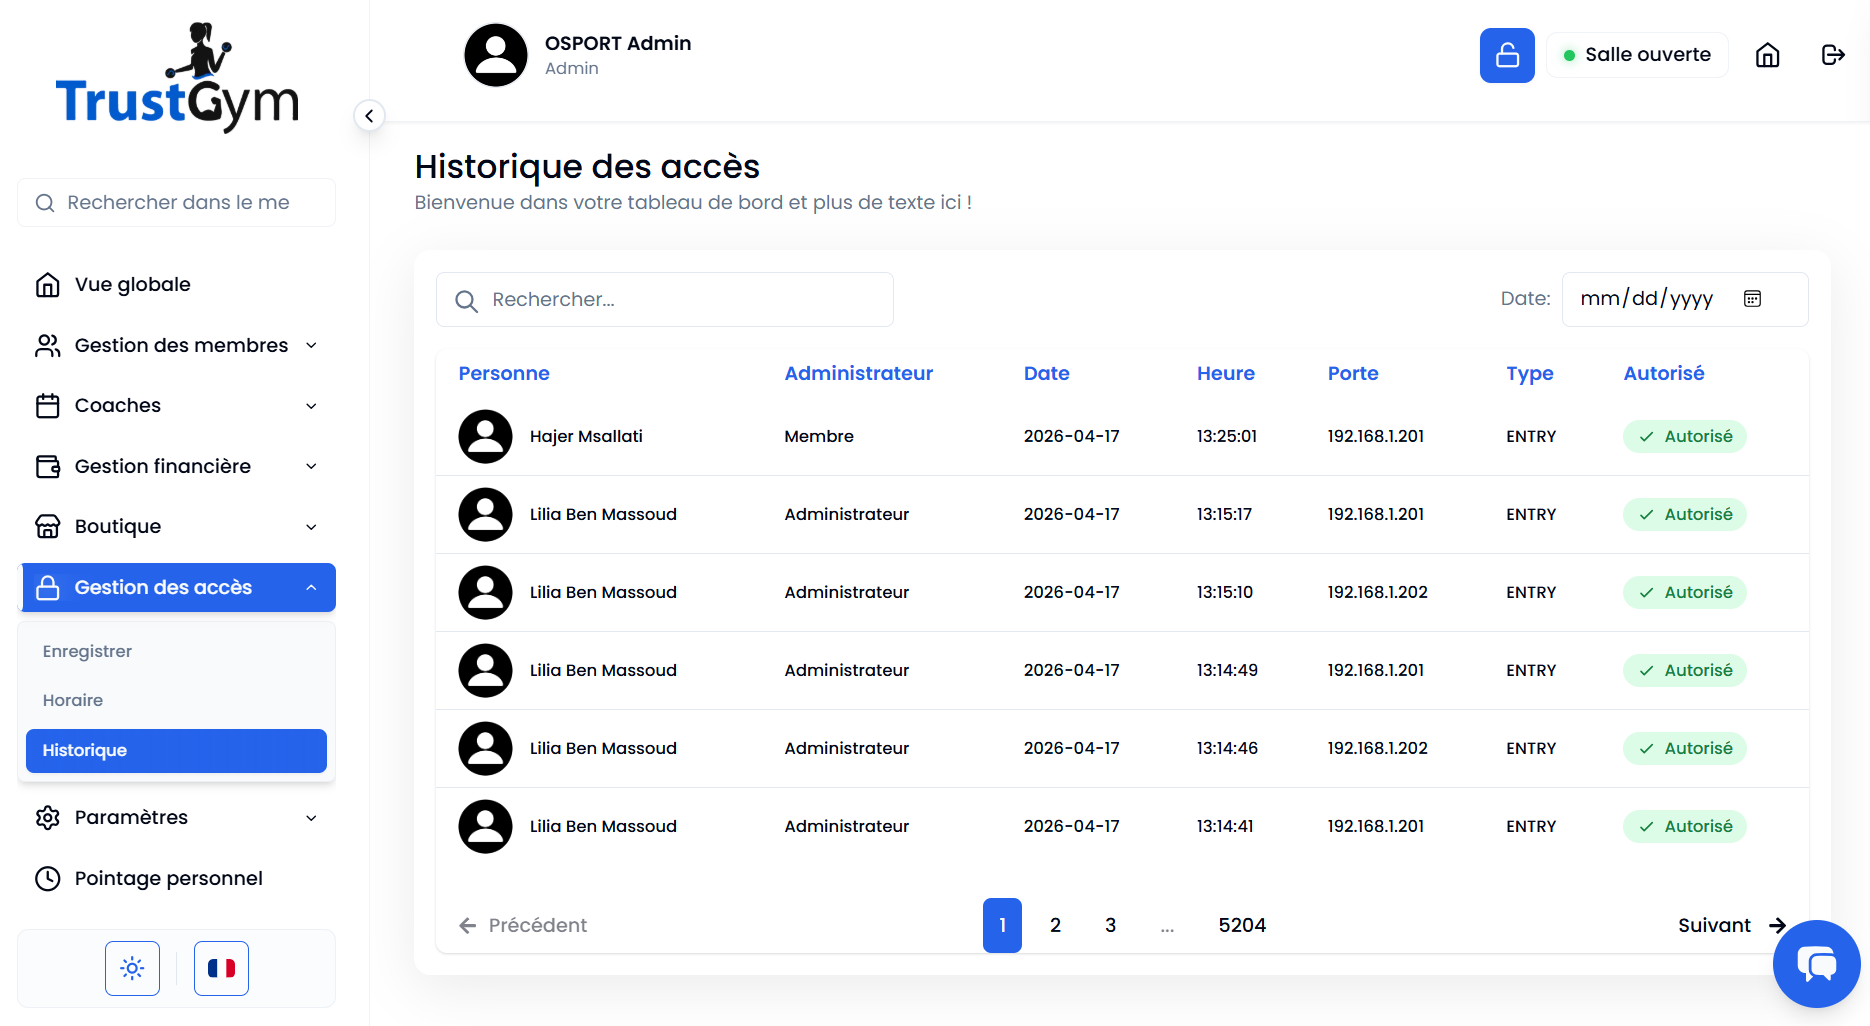 TrustGym
OSPORT Admin
Admin
Salle ouverte
Rechercher dans le me
Vue globale
Gestion des membres
Coaches
Gestion financière
Boutique
Gestion des accès
Enregistrer
Horaire
Historique
Paramètres
Pointage personnel
Historique des accès
Bienvenue dans votre tableau de bord et plus de texte ici !
Rechercher...
Date: mm/dd/yyyy
Personne Administrateur Date Heure Porte Type Autorisé
Hajer Msallati Membre 2026-04-17 13:25:01 192.168.1.201 ENTRY Autorisé
Lilia Ben Massoud Administrateur 2026-04-17 13:15:17 192.168.1.201 ENTRY Autorisé
Lilia Ben Massoud Administrateur 2026-04-17 13:15:10 192.168.1.202 ENTRY Autorisé
Lilia Ben Massoud Administrateur 2026-04-17 13:14:49 192.168.1.201 ENTRY Autorisé
Lilia Ben Massoud Administrateur 2026-04-17 13:14:46 192.168.1.202 ENTRY Autorisé
Lilia Ben Massoud Administrateur 2026-04-17 13:14:41 192.168.1.201 ENTRY Autorisé
Précédent 1 2 3 ... 5204 Suivant